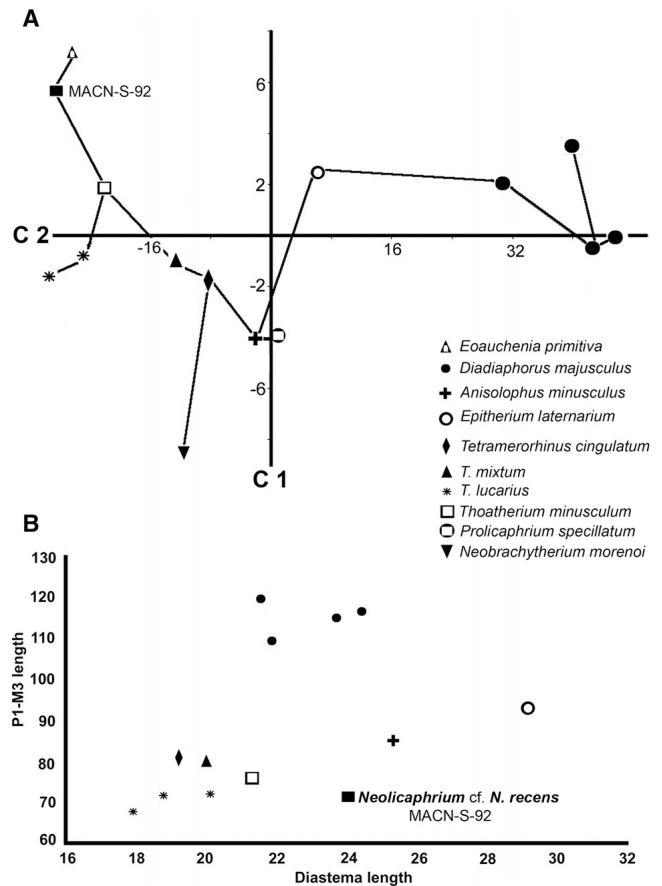 A
6
MACN-S-92
2
C 2
-16
16
32
-2
-6
C 1
Eoauchenia primitiva
Diadiaphorus majusculus
Anisolophus minusculus
Epitherium laternarium
Tetramerorhinus cingulatum
T. mixtum
T. lucarius
Thoatherium minusculum
Prolicaphrium specillatum
Neobrachytherium morenoi
B
130
120
110
100
90
80
70
60
P1-M3 length
Neolicaphrium cf. N. recens
MACN-S-92
16 18 20 22 24 26 28 30 32
Diastema length